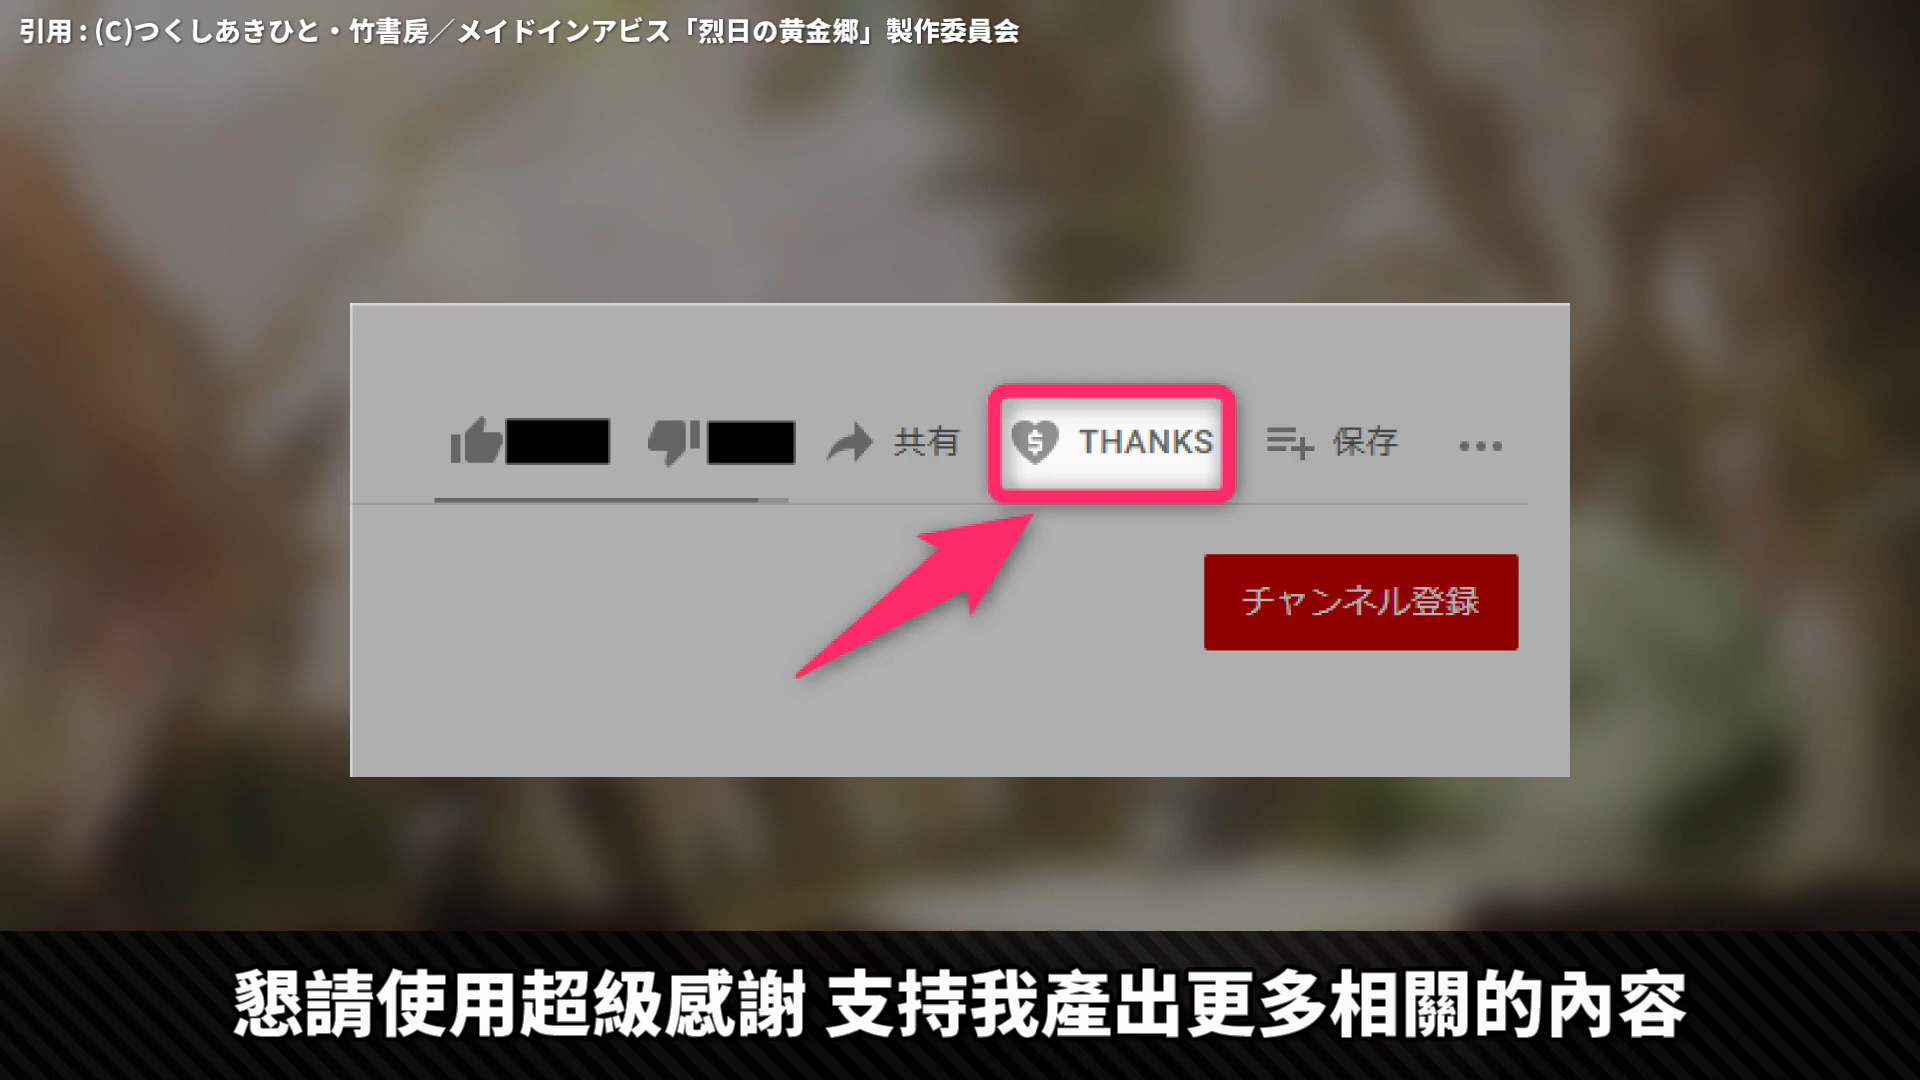 引用 : (C)つくしあきひと・竹書房／メイドインアビス「烈日の黄金郷」製作委員会
共有 THANKS 保存
チャンネル登録
懇請使用超級感謝 支持我產出更多相關的內容